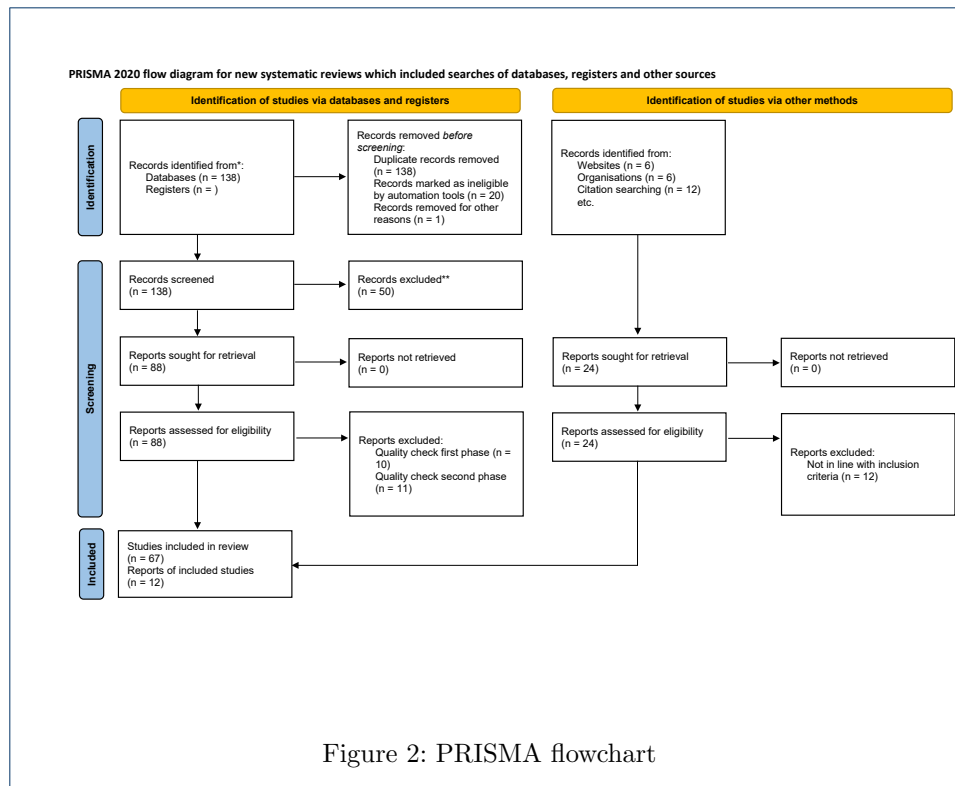 PRISMA 2020 flow diagram for new systematic reviews which included searches of databases, registers and other sources
Identification of studies via databases and registers
Identification of studies via other methods
Identification
Records identified from*:
Databases (n = 138)
Registers (n = )
Records removed before
screening:
Duplicate records removed
(n = 138)
Records marked as ineligible
by automation tools (n = 20)
Records removed for other
reasons (n = 1)
Records identified from:
Websites (n = 6)
Organisations (n = 6)
Citation searching (n = 12)
etc.
Screening
Records screened
(n = 138)
Records excluded**
(n = 50)
Reports sought for retrieval
(n = 88)
Reports not retrieved
(n = 0)
Reports sought for retrieval
(n = 24)
Reports not retrieved
(n = 0)
Reports assessed for eligibility
(n = 88)
Reports excluded:
Quality check first phase (n =
10)
Quality check second phase
(n = 11)
Reports assessed for eligibility
(n = 24)
Reports excluded:
Not in line with inclusion
criteria (n = 12)
Included
Studies included in review
(n = 67)
Reports of included studies
(n = 12)
Figure 2: PRISMA flowchart